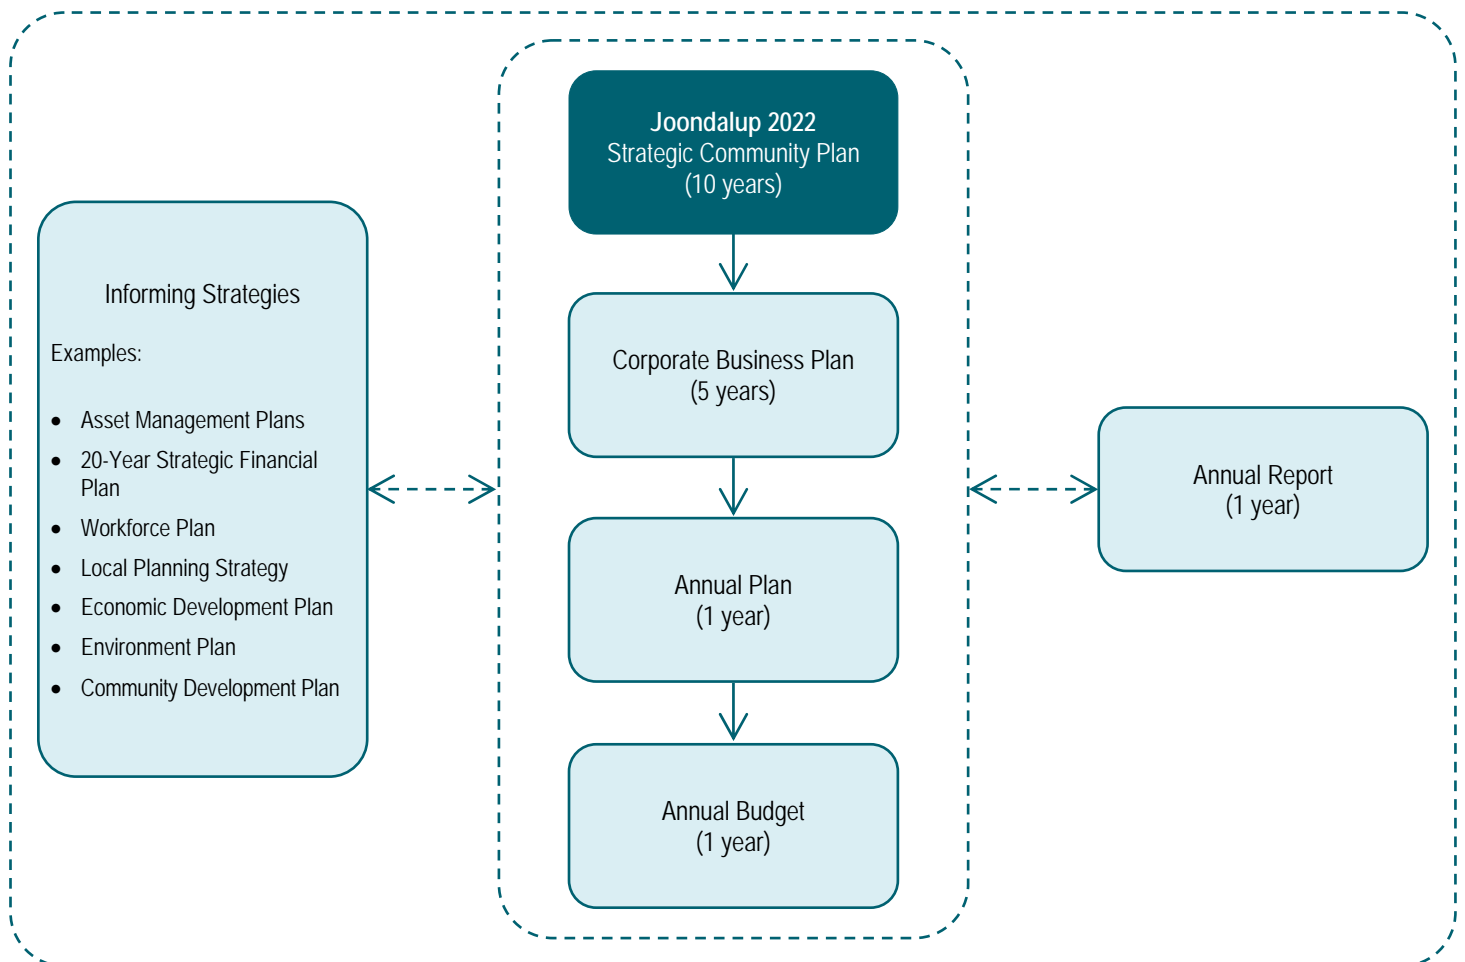 Joondalup 2022
Strategic Community Plan
(10 years)
Informing Strategies
Examples:
• Asset Management Plans
• 20-Year Strategic Financial
Plan
• Workforce Plan
• Local Planning Strategy
• Economic Development Plan
• Environment Plan
• Community Development Plan
Corporate Business Plan
(5 years)
Annual Plan
(1 year)
Annual Budget
(1 year)
Annual Report
(1 year)